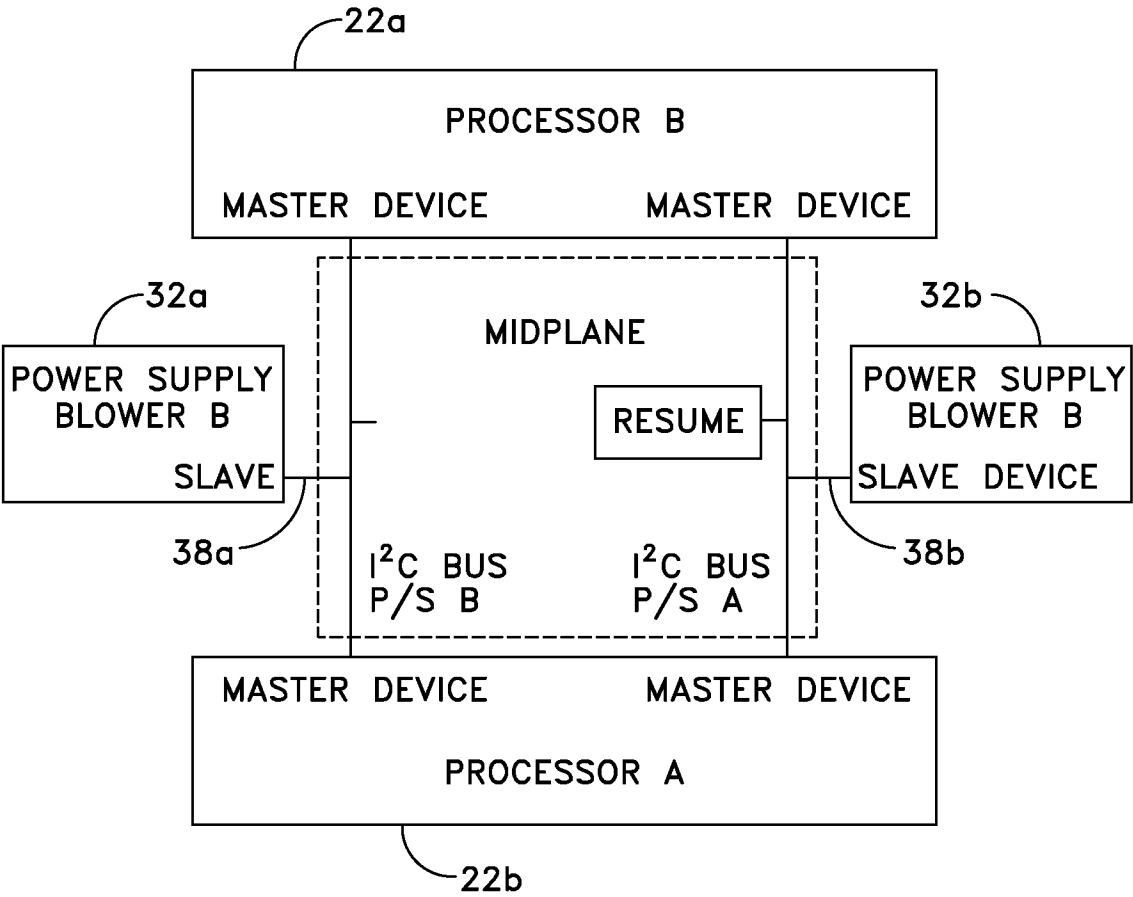 22a
PROCESSOR B
MASTER DEVICE MASTER DEVICE
32a
32b
MIDPLANE
POWER SUPPLY
BLOWER B
SLAVE
RESUME
POWER SUPPLY
BLOWER B
SLAVE DEVICE
38a
38b
I²C BUS
P/S B
I²C BUS
P/S A
MASTER DEVICE MASTER DEVICE
PROCESSOR A
22b